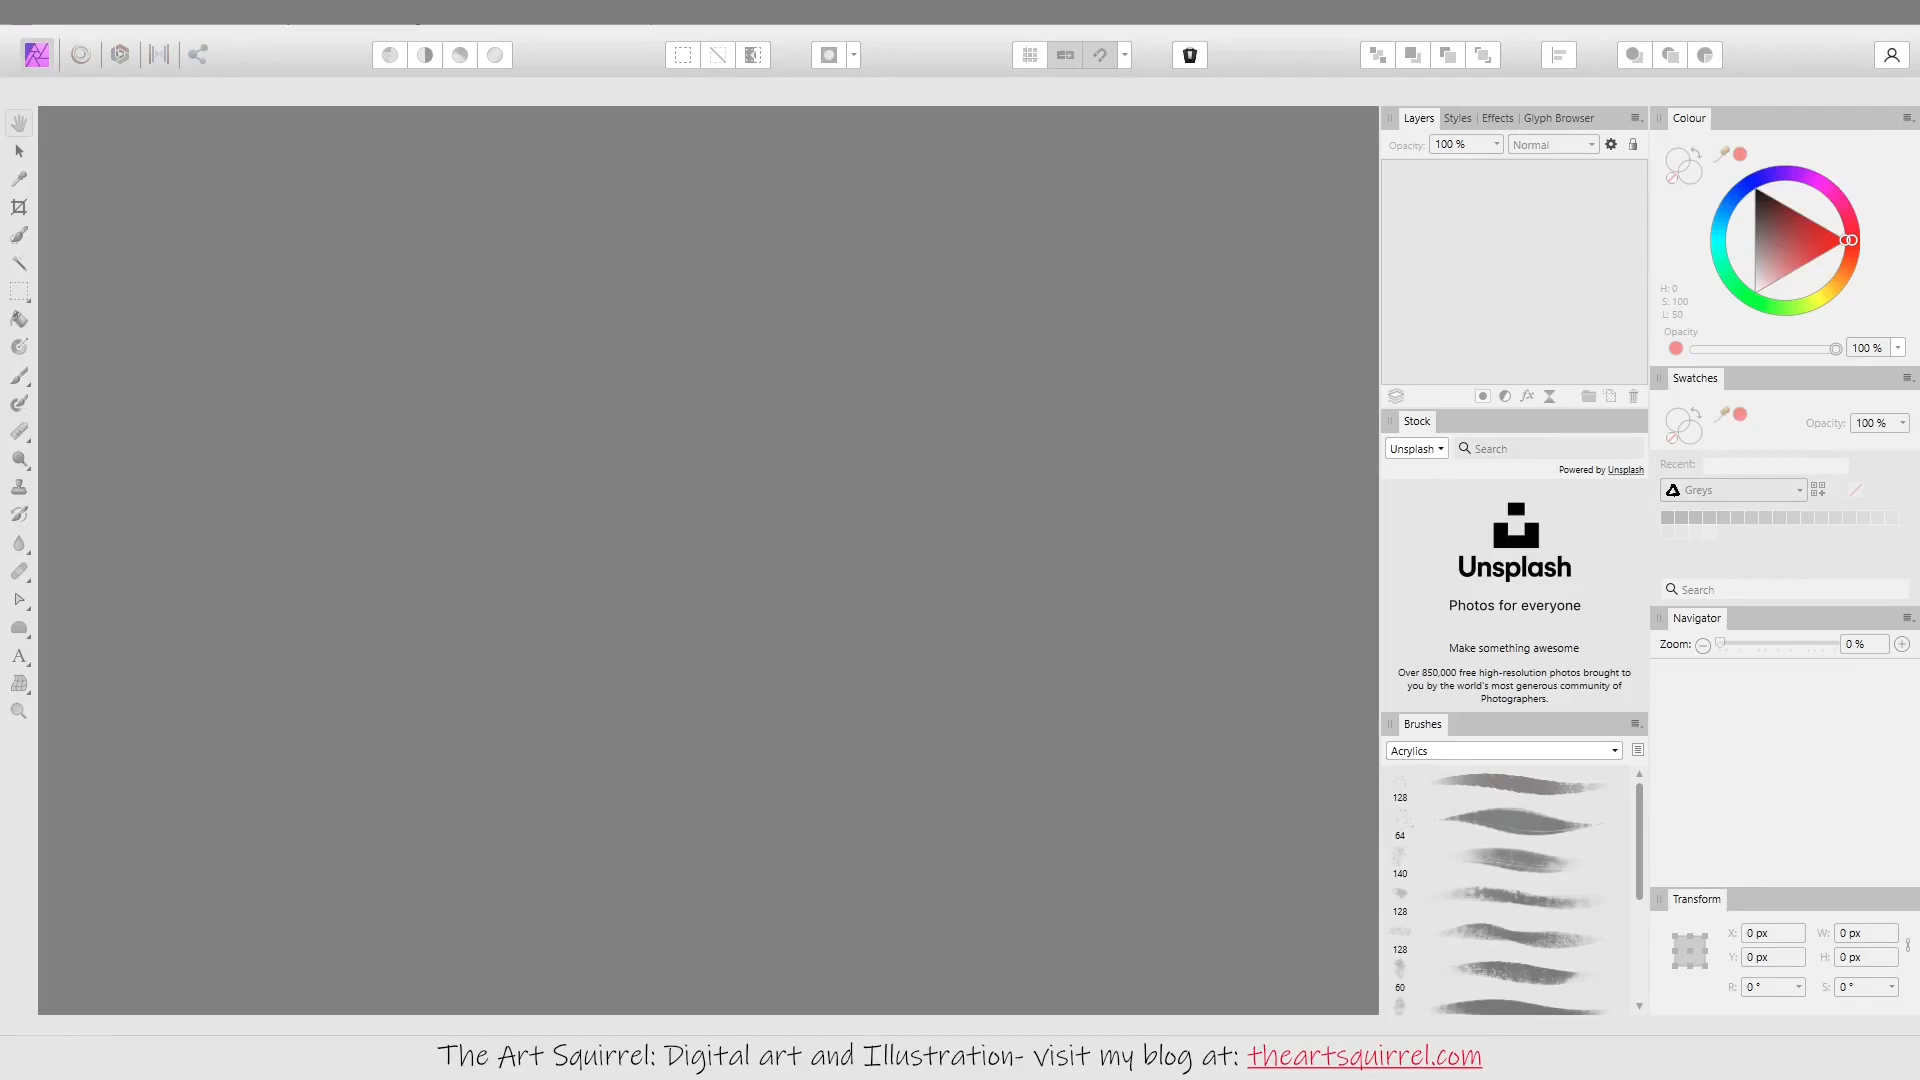 Layers Styles Effects Glyph Browser
Opacity: 100 % Normal
Stock
Unsplash Search
Powered by Unsplash
Unsplash
Photos for everyone
Make something awesome
Over 850,000 free high-resolution photos brought to
you by the world's most generous community of
Photographers.
Brushes
Acrylics
128
64
140
128
128
60
Colour
H: 0
S: 100
L: 50
Opacity
100 %
Swatches
Opacity: 100 %
Recent:
Greys
Search
Navigator
Zoom: 0 %
Transform
X: 0 px W: 0 px
Y: 0 px H: 0 px
R: 0 ° S: 0 °
The Art Squirrel: Digital art and Illustration- visit my blog at: theartsquirrel.com